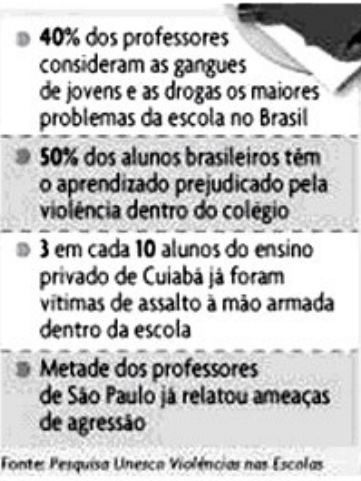 40% dos professores
consideram as gangues
de jovens e as drogas os maiores
problemas da escola no Brasil
50% dos alunos brasileiros têm
o aprendizado prejudicado pela
violência dentro do colégio
3 em cada 10 alunos do ensino
privado de Cuiabá já foram
vítimas de assalto à mão armada
dentro da escola
Metade dos professores
de São Paulo já relatou ameaças
de agressão
Fonte: Pesquisa Unesco Violências nas Escolas